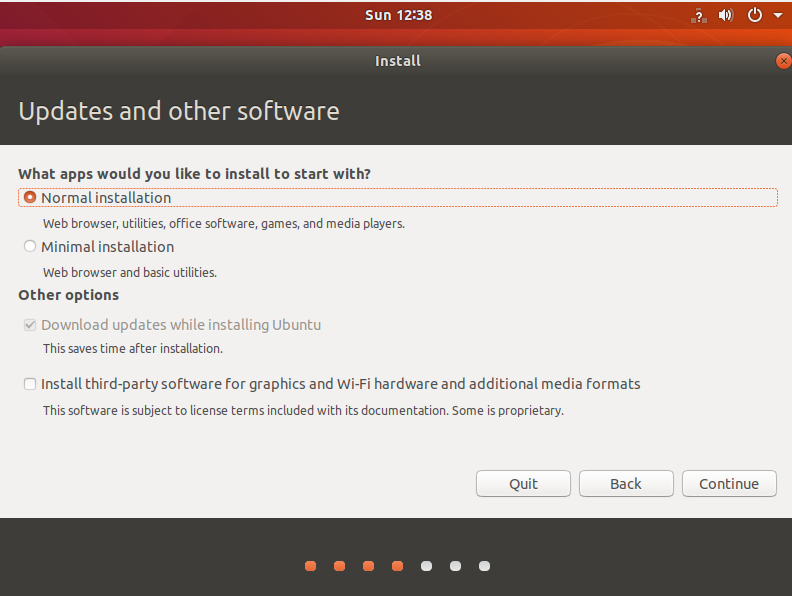 Sun 12:38
?
Install
Updates and other software
What apps would you like to install to start with?
Normal installation
Web browser, utilities, office software, games, and media players.
Minimal installation
Web browser and basic utilities.
Other options
Download updates while installing Ubuntu
This saves time after installation.
Install third-party software for graphics and Wi-Fi hardware and additional media formats
This software is subject to license terms included with its documentation. Some is proprietary.
Quit Back Continue